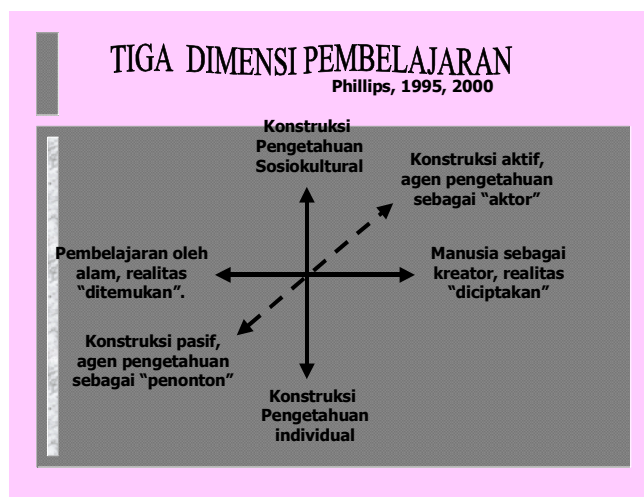 TIGA DIMENSI PEMBELAJARAN
Phillips, 1995, 2000
Konstruksi
Pengetahuan
Sosiokultural
Konstruksi aktif,
agen pengetahuan
sebagai “aktor”
Pembelajaran oleh
alam, realitas
“ditemukan”.
Manusia sebagai
kreator, realitas
“diciptakan”
Konstruksi pasif,
agen pengetahuan
sebagai “penonton”
Konstruksi
Pengetahuan
individual